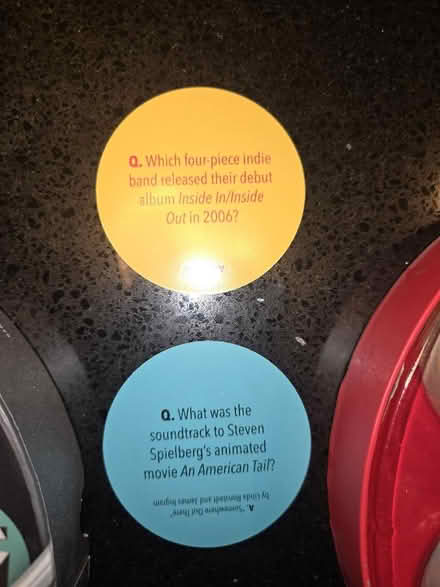 Q. Which four-piece indie
band released their debut
album Inside In/Inside
Out in 2006?
Q. What was the
soundtrack to Steven
Spielberg's animated
movie An American Tail?
A. "Somewhere Out There"
by Linda Ronstadt and James Ingram